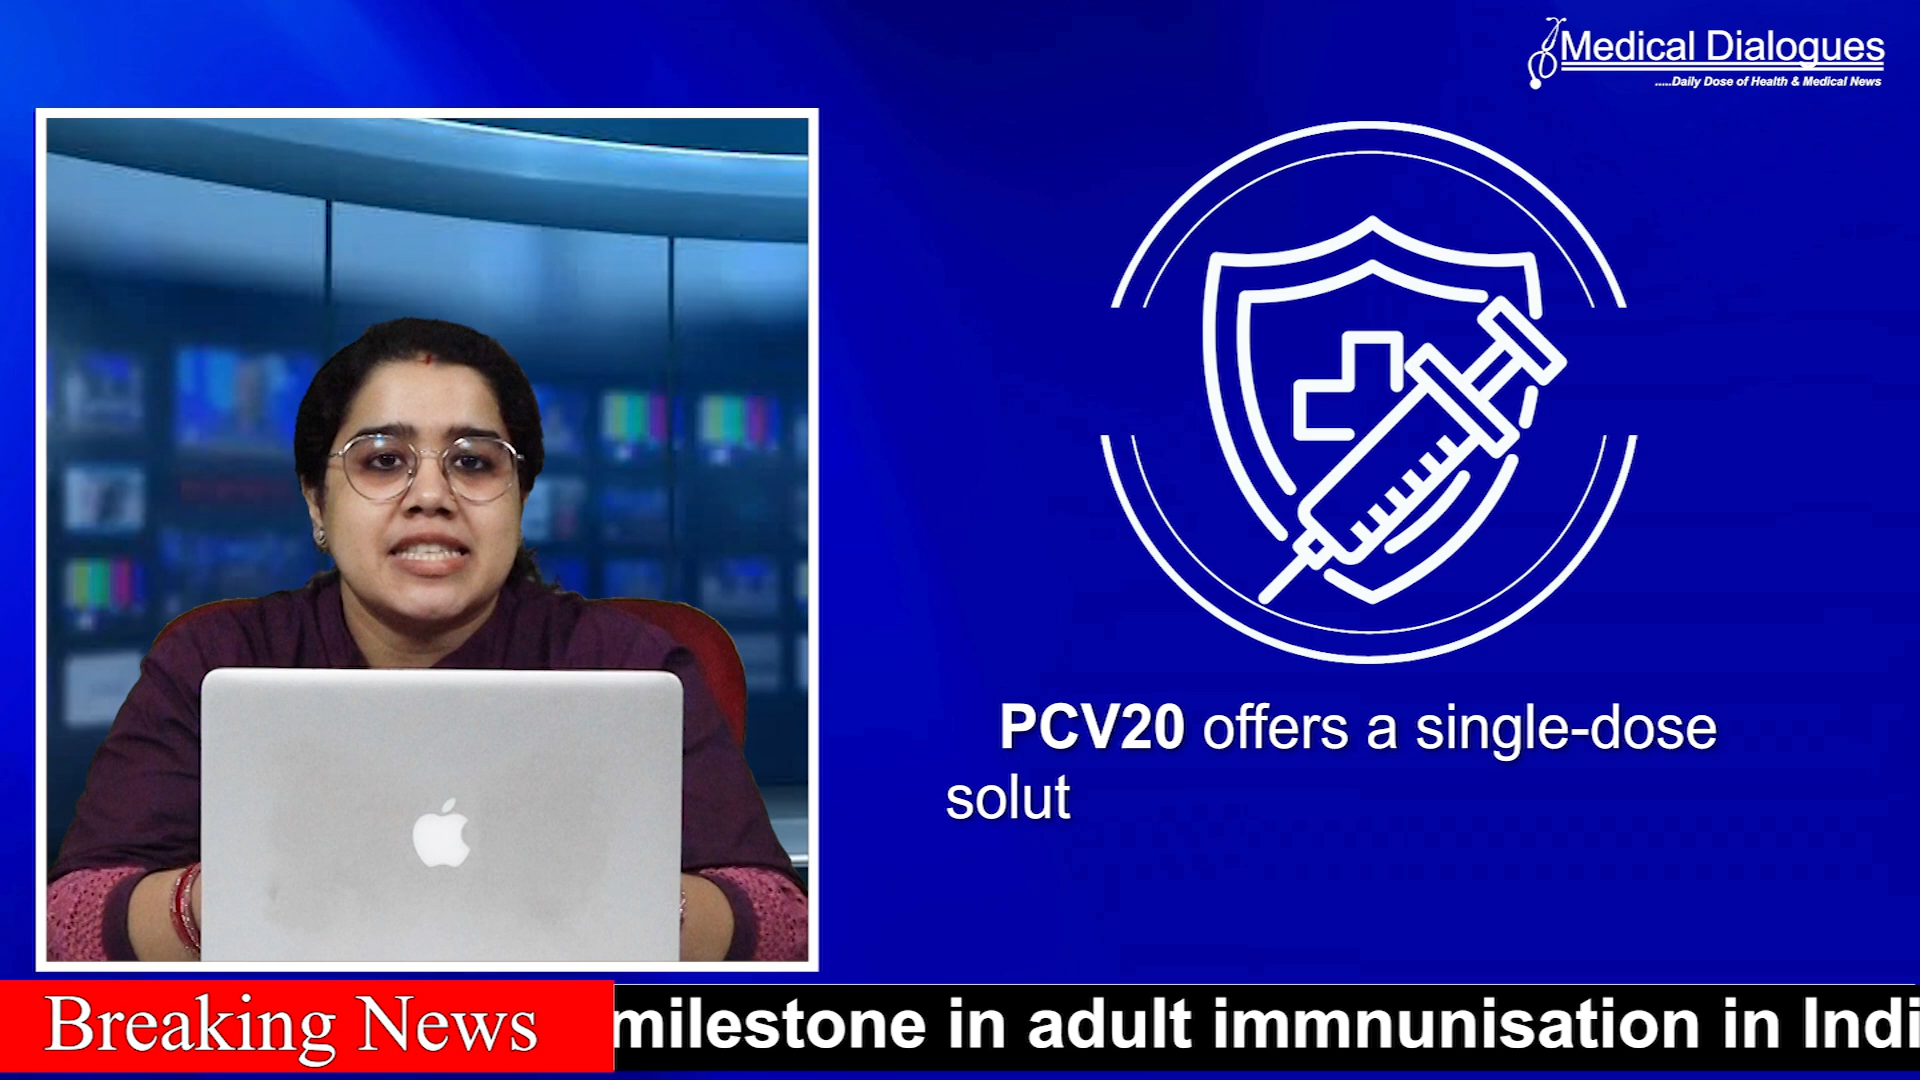 Medical Dialogues
.....Daily Dose of Health & Medical News
PCV20 offers a single-dose
solut
Breaking News
milestone in adult immnunisation in Indi